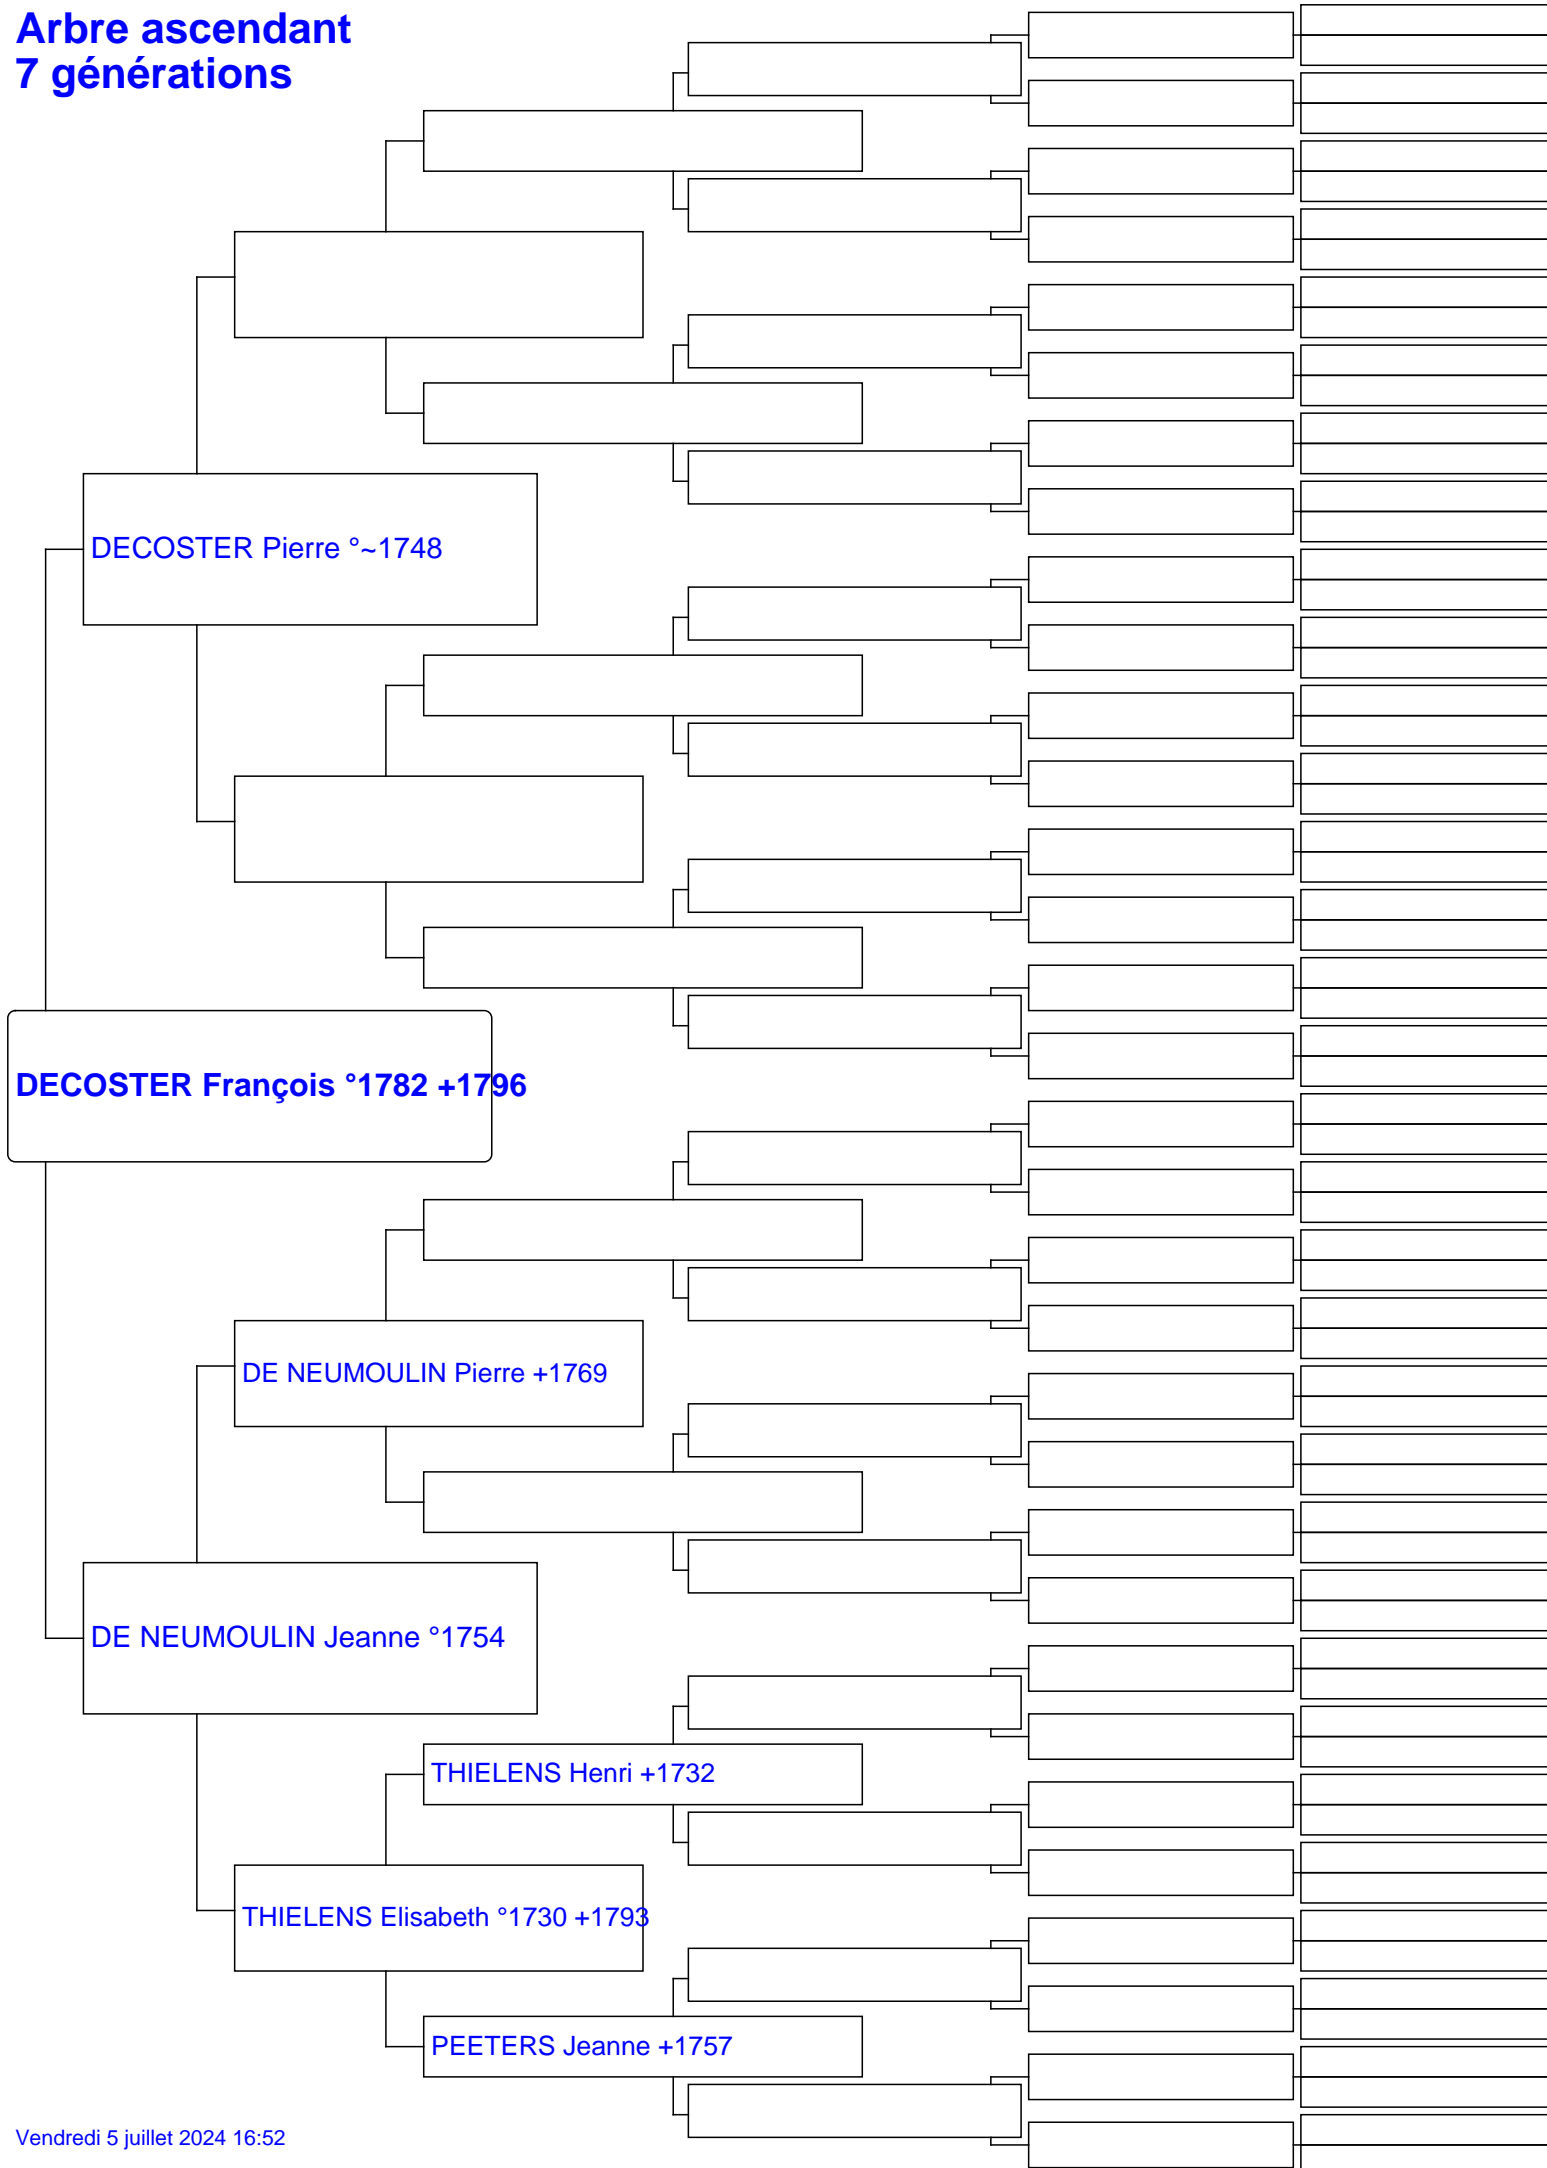 Arbre ascendant
7 générations
DECOSTER Pierre °~1748
DECOSTER François °1782 +1796
DE NEUMOULIN Pierre +1769
DE NEUMOULIN Jeanne °1754
THIELENS Henri +1732
THIELENS Elisabeth °1730 +1793
PEETERS Jeanne +1757
Vendredi 5 juillet 2024 16:52